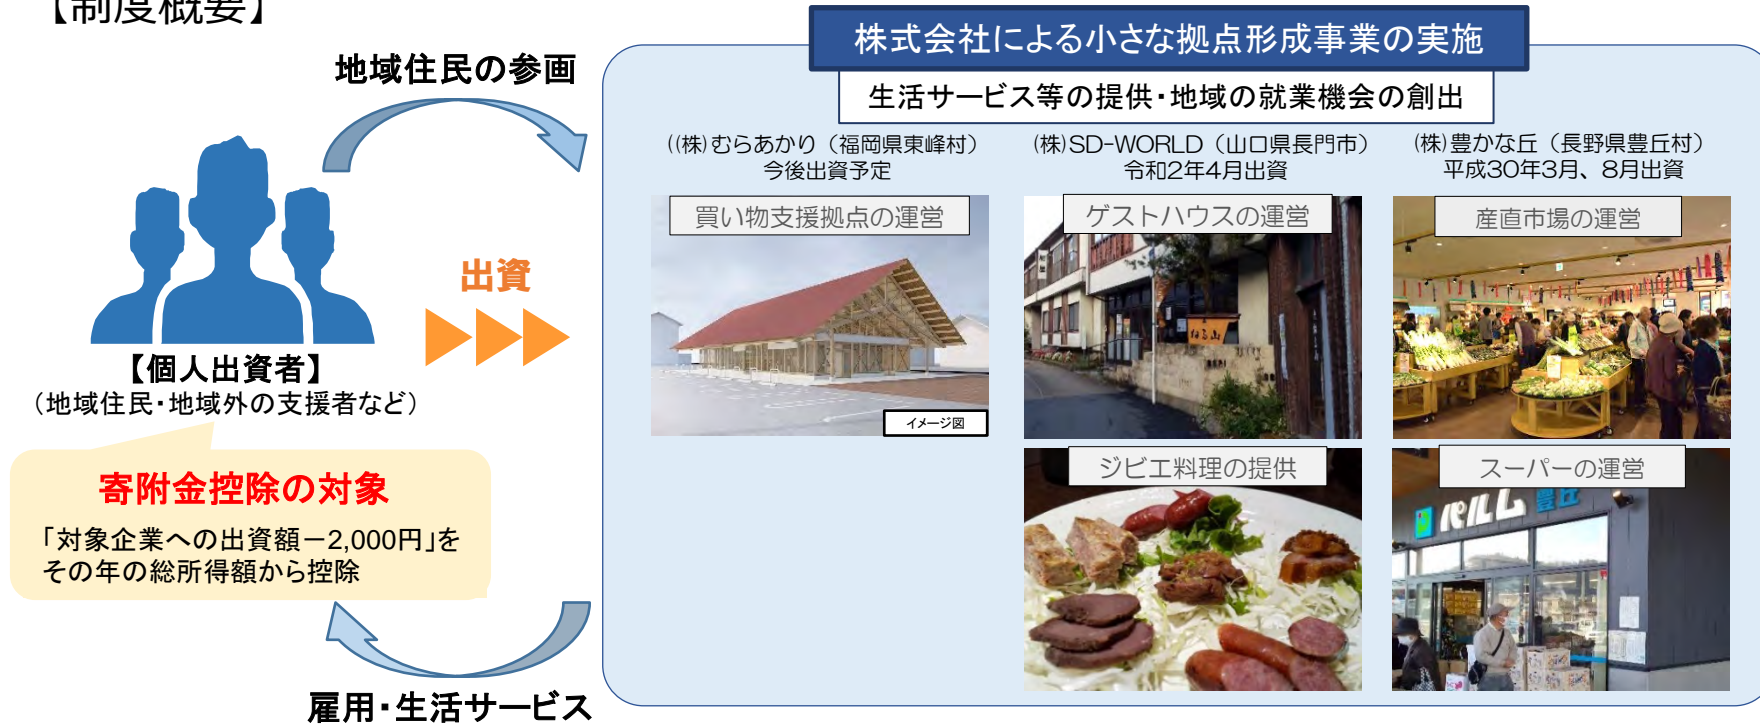 【制度概要】
地域住民の参画
出資
【個人出資者】
（地域住民・地域外の支援者など）
寄附金控除の対象
「対象企業への出資額－2,000円」を
その年の総所得額から控除
雇用・生活サービス
株式会社による小さな拠点形成事業の実施
生活サービス等の提供・地域の就業機会の創出
((株)むらあかり（福岡県東峰村）
今後出資予定
買い物支援拠点の運営
イメージ図
(株)SD-WORLD（山口県長門市）
令和2年4月出資
ゲストハウスの運営
ジビエ料理の提供
(株)豊かな丘（長野県豊丘村）
平成30年3月、8月出資
産直市場の運営
スーパーの運営
パルム 豊丘